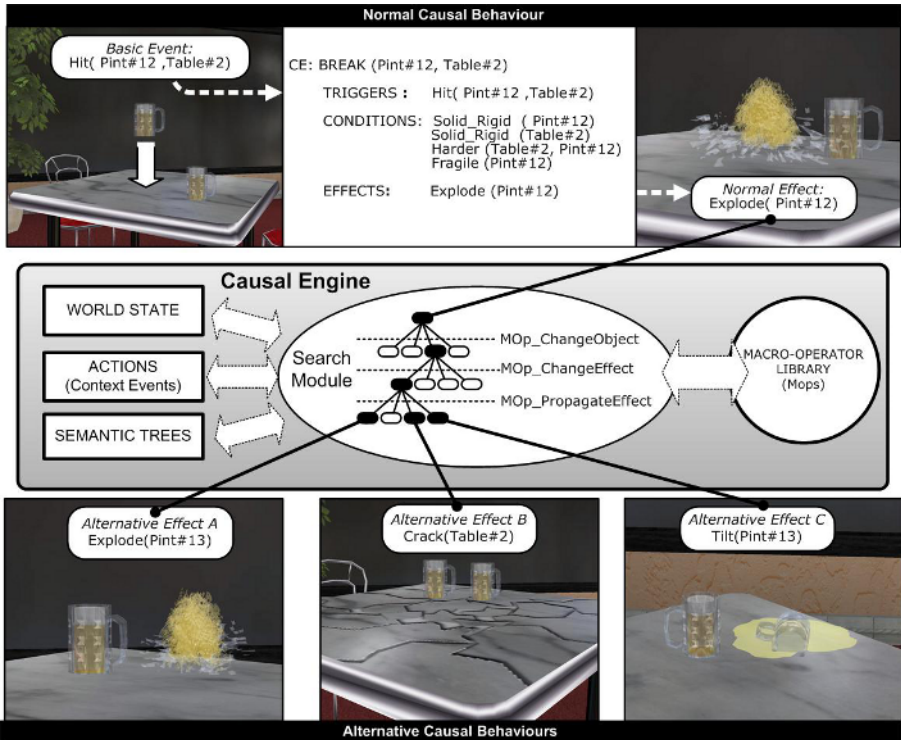 Normal Causal Behaviour
Basic Event:
Hit( Pint#12 ,Table#2)
CE: BREAK (Pint#12, Table#2)
TRIGGERS : Hit( Pint#12 ,Table#2)
CONDITIONS: Solid_Rigid ( Pint#12)
Solid_Rigid (Table#2)
Harder (Table#2, Pint#12)
Fragile (Pint#12)
EFFECTS: Explode (Pint#12)
Normal Effect:
Explode( Pint#12)
Causal Engine
WORLD STATE
ACTIONS
(Context Events)
SEMANTIC TREES
Search
Module
MOp_ChangeObject
MOp_ChangeEffect
MOp_PropagateEffect
MACRO-OPERATOR
LIBRARY
(Mops)
Alternative Effect A
Explode(Pint#13)
Alternative Effect B
Crack(Table#2)
Alternative Effect C
Tilt(Pint#13)
Alternative Causal Behaviours